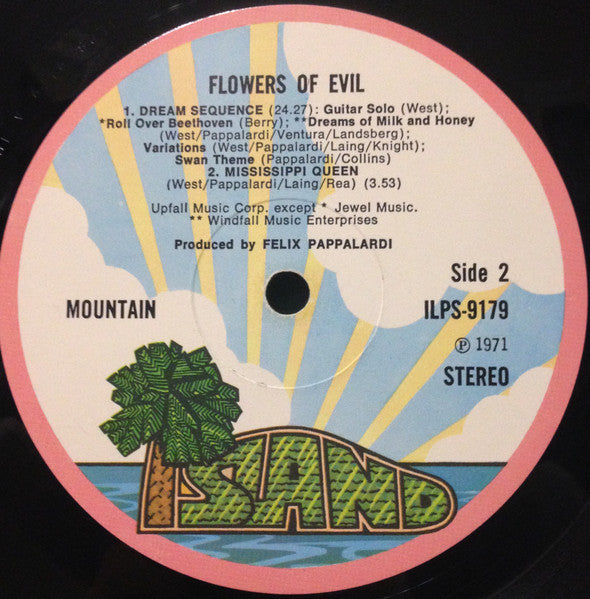 FLOWERS OF EVIL
1. DREAM SEQUENCE (24.27): Guitar Solo (West);
*Roll Over Beethoven (Berry); **Dreams of Milk and Honey
(West/Pappalardi/Ventura/Landsberg);
Variations (West/Pappalardi/Laing/Knight);
Swan Theme (Pappalardi/Collins)
2. MISSISSIPPI QUEEN
(West/Pappalardi/Laing/Rea) (3.53)
Upfall Music Corp. except * Jewel Music.
** Windfall Music Enterprises
Produced by FELIX PAPPALARDI
Side 2
MOUNTAIN
ILPS-9179
℗ 1971
STEREO
ISLAND